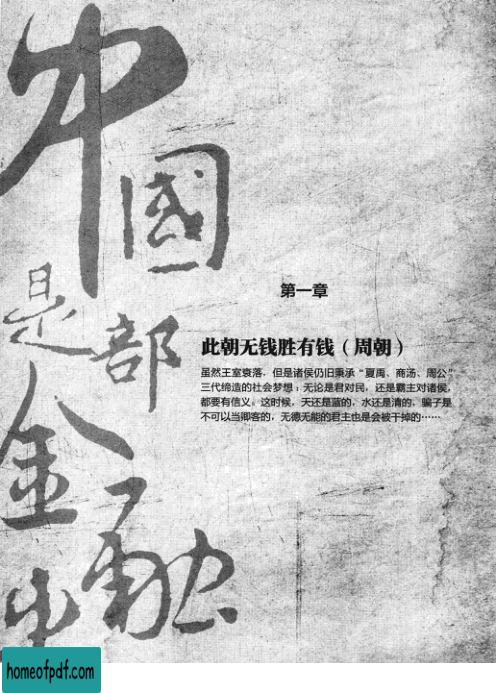 中國
是
部
金融
史
第一章
此朝无钱胜有钱（周朝）
虽然王室衰落，但是诸侯仍旧秉承“夏禹、商汤、周公”
三代缔造的社会梦想：无论是君对民，还是霸主对诸侯，
都要有信义。这时候，天还是蓝的，水还是清的，骗子是
不可以当卿客的，无德无能的君主也是会被干掉的……
homeofpdf.com